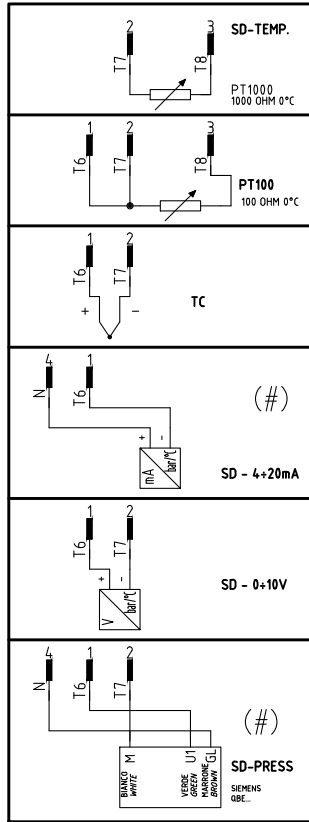 2 3 SD-TEMP.
T7 T8
PT1000
1000 OHM 0°C
1 2 3
T6 T7 T8
PT100
100 OHM 0°C
1 2
T6 T7
+ -
TC
4 1
N T6
(#)
+ -
mA bar/°C
SD - 4÷20mA
1 2
T6 T7
+ -
V bar/°C
SD - 0÷10V
4 1 2
N T6 T7
(#)
M U1 GL
BIANCO
WHITE
VERDE
GREEN
MARRONE
BROWN
SD-PRESS
SIEMENS
QBE...